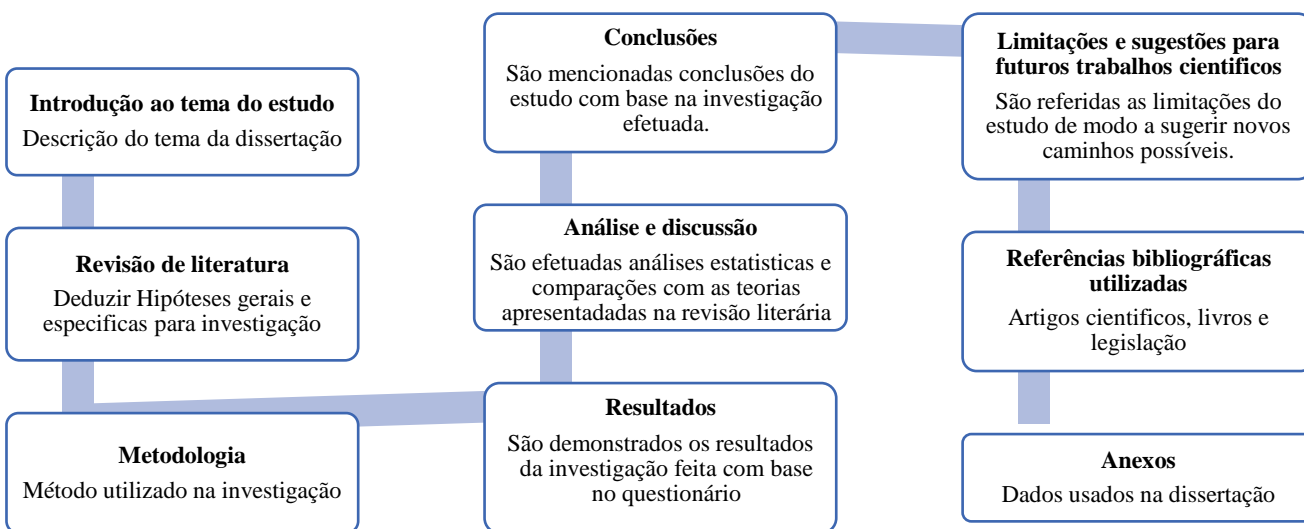 Introdução ao tema do estudo
Descrição do tema da dissertação
Revisão de literatura
Deduzir Hipóteses gerais e
especificas para investigação
Metodologia
Método utilizado na investigação
Resultados
São demonstrados os resultados
da investigação feita com base
no questionário
Análise e discussão
São efetuadas análises estatisticas e
comparações com as teorias
apresentadadas na revisão literária
Conclusões
São mencionadas conclusões do
estudo com base na investigação
efetuada.
Limitações e sugestões para
futuros trabalhos cientificos
São referidas as limitações do
estudo de modo a sugerir novos
caminhos possíveis.
Referências bibliográficas
utilizadas
Artigos cientificos, livros e
legislação
Anexos
Dados usados na dissertação